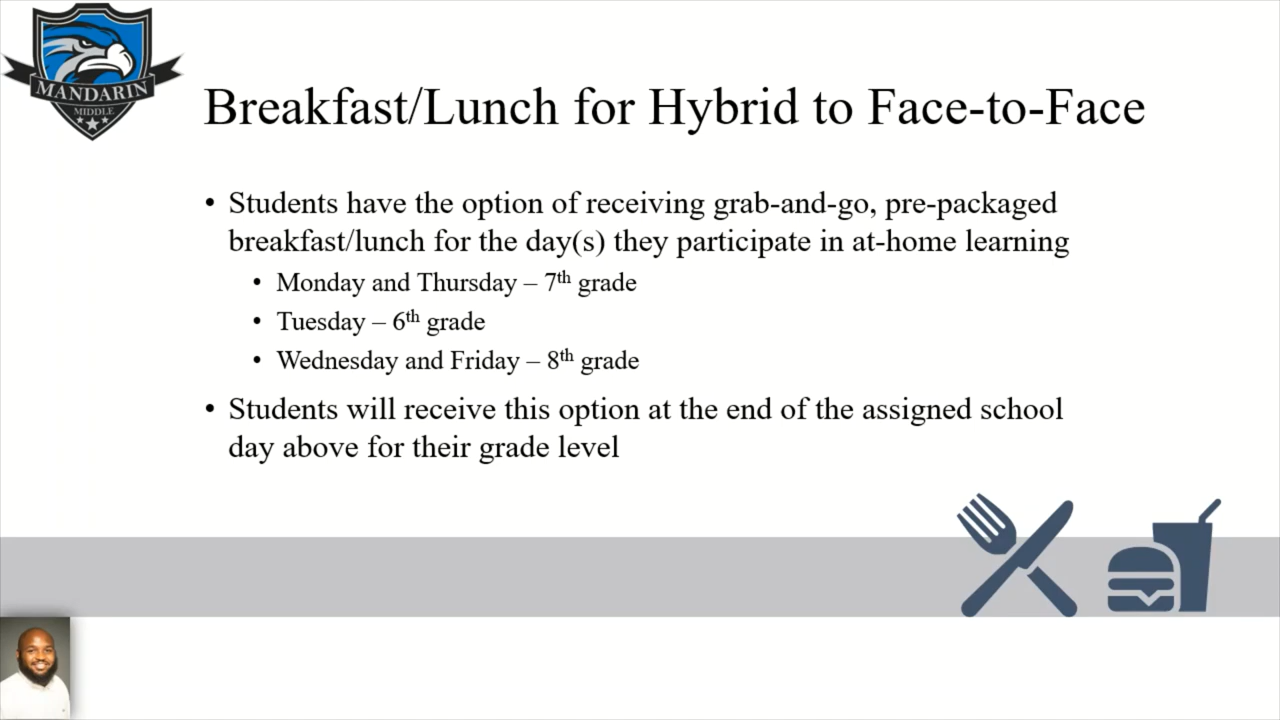 MANDARIN
MIDDLE
Breakfast/Lunch for Hybrid to Face-to-Face
• Students have the option of receiving grab-and-go, pre-packaged
breakfast/lunch for the day(s) they participate in at-home learning
• Monday and Thursday – 7th grade
• Tuesday – 6th grade
• Wednesday and Friday – 8th grade
• Students will receive this option at the end of the assigned school
day above for their grade level